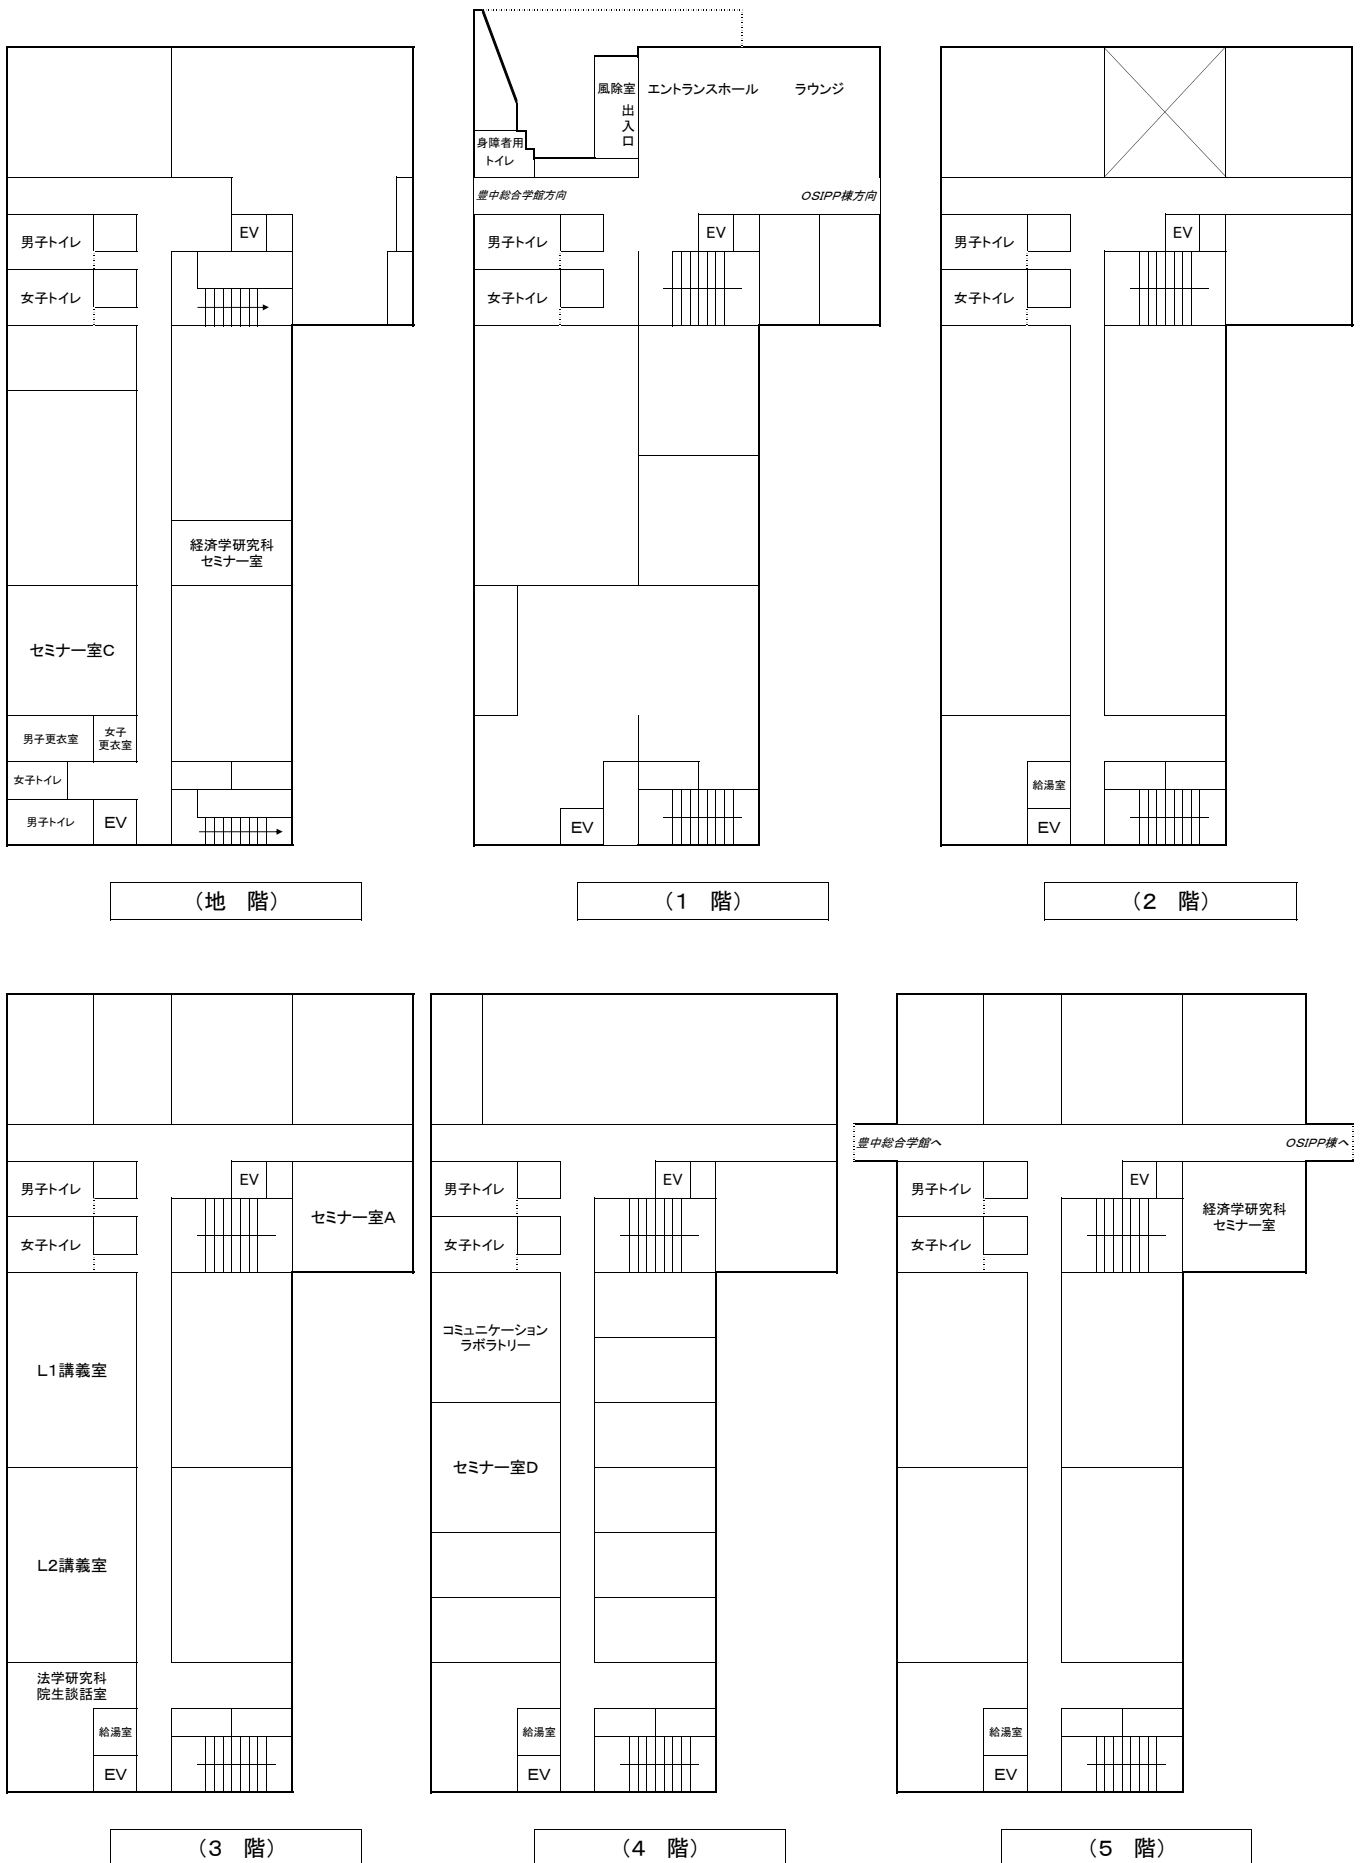 EV
男子トイレ
女子トイレ
経済学研究科
セミナー室
セミナー室C
男子更衣室
女子
更衣室
女子トイレ
男子トイレ
EV
（地　階）
風除室
出入口
エントランスホール
ラウンジ
身障者用
トイレ
豊中総合学館方向
OSIPP棟方向
EV
男子トイレ
女子トイレ
EV
（1　階）
EV
男子トイレ
女子トイレ
給湯室
EV
（2　階）
EV
男子トイレ
女子トイレ
セミナー室A
L1講義室
L2講義室
法学研究科
院生談話室
給湯室
EV
（3　階）
EV
男子トイレ
女子トイレ
コミュニケーション
ラボラトリー
セミナー室D
給湯室
EV
（4　階）
豊中総合学館へ
OSIPP棟へ
EV
男子トイレ
女子トイレ
経済学研究科
セミナー室
給湯室
EV
（5　階）